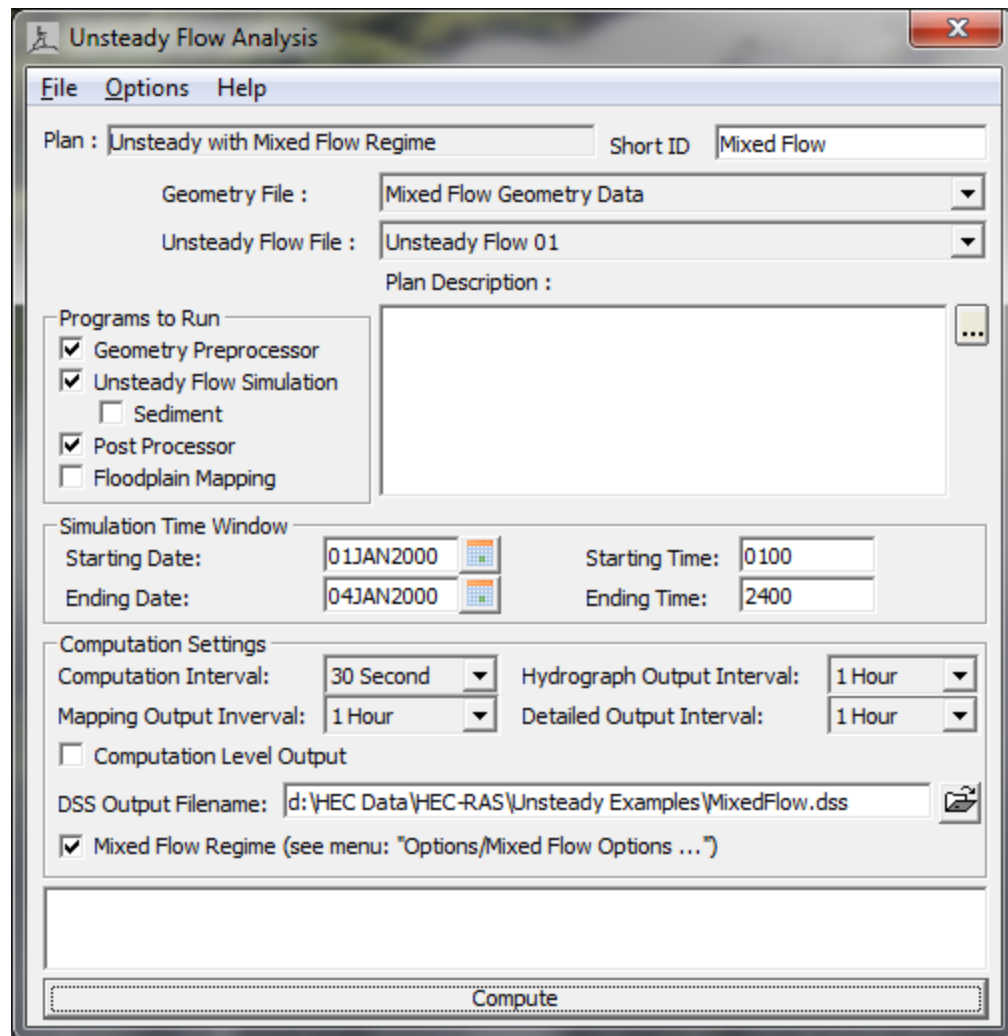 Unsteady Flow Analysis
File Options Help
Plan : Unsteady with Mixed Flow Regime Short ID Mixed Flow
Geometry File : Mixed Flow Geometry Data
Unsteady Flow File : Unsteady Flow 01
Plan Description :
Programs to Run
Geometry Preprocessor
Unsteady Flow Simulation
Sediment
Post Processor
Floodplain Mapping
...
Simulation Time Window
Starting Date: 01JAN2000 Starting Time: 0100
Ending Date: 04JAN2000 Ending Time: 2400
Computation Settings
Computation Interval: 30 Second Hydrograph Output Interval: 1 Hour
Mapping Output Inverval: 1 Hour Detailed Output Interval: 1 Hour
Computation Level Output
DSS Output Filename: d:\HEC Data\HEC-RAS\Unsteady Examples\MixedFlow.dss
Mixed Flow Regime (see menu: "Options/Mixed Flow Options ...")
Compute